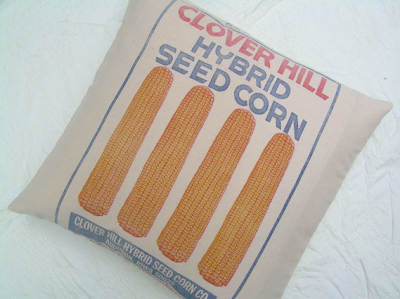 CLOVER HILL
HYBRID
SEED CORN
CLOVER HILL HYBRID SEED CORN CO.